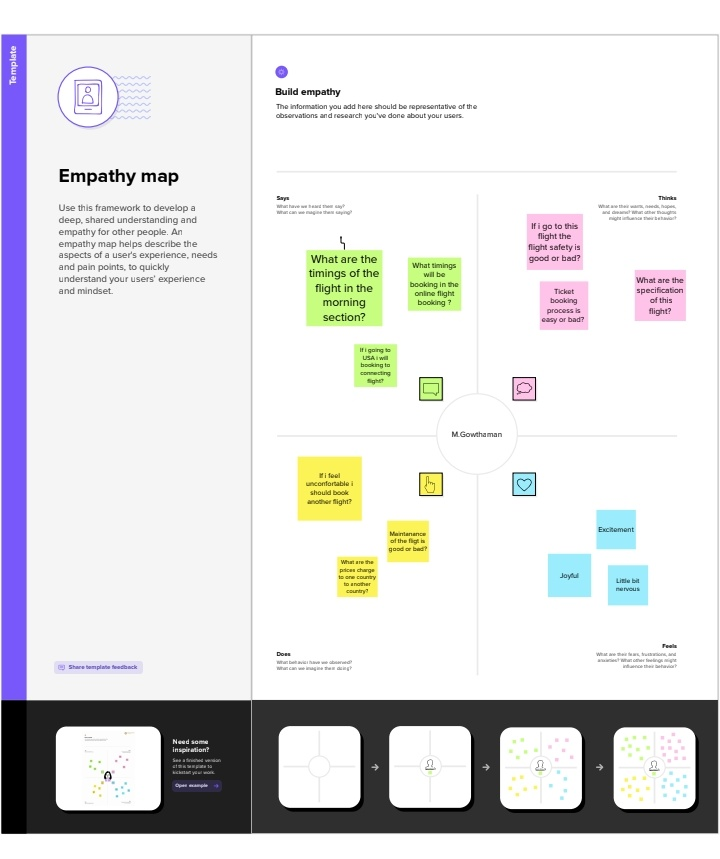 Template
Empathy map
Use this framework to develop a
deep, shared understanding and
empathy for other people. An
empathy map helps describe the
aspects of a user's experience, needs
and pain points, to quickly
understand your users' experience
and mindset.
Share template feedback
Build empathy
The information you add here should be representative of the
observations and research you've done about your users.
Says
What have we heard them say?
What can we imagine them saying?
Thinks
What are their wants, needs, hopes,
and dreams? What other thoughts
might influence their behavior?
What are the
timings of the
flight in the
morning
section?
What timings
will be
booking in the
online flight
booking ?
If i going to
USA i will
booking to
connecting
flight?
If i go to this
flight the
flight safety is
good or bad?
Ticket
booking
process is
easy or bad?
What are the
specification
of this
flight?
M.Gowthaman
If i feel
unconfortable i
should book
another flight?
Maintanance
of the fligt is
good or bad?
What are the
prices charge
to one country
to another
country?
Excitement
Joyful
Little bit
nervous
Does
What behavior have we observed?
What can we imagine them doing?
Feels
What are their fears, frustrations, and
anxieties? What other feelings might
influence their behavior?
Need some
inspiration?
See a finished version
of this template to
kickstart your work.
Open example